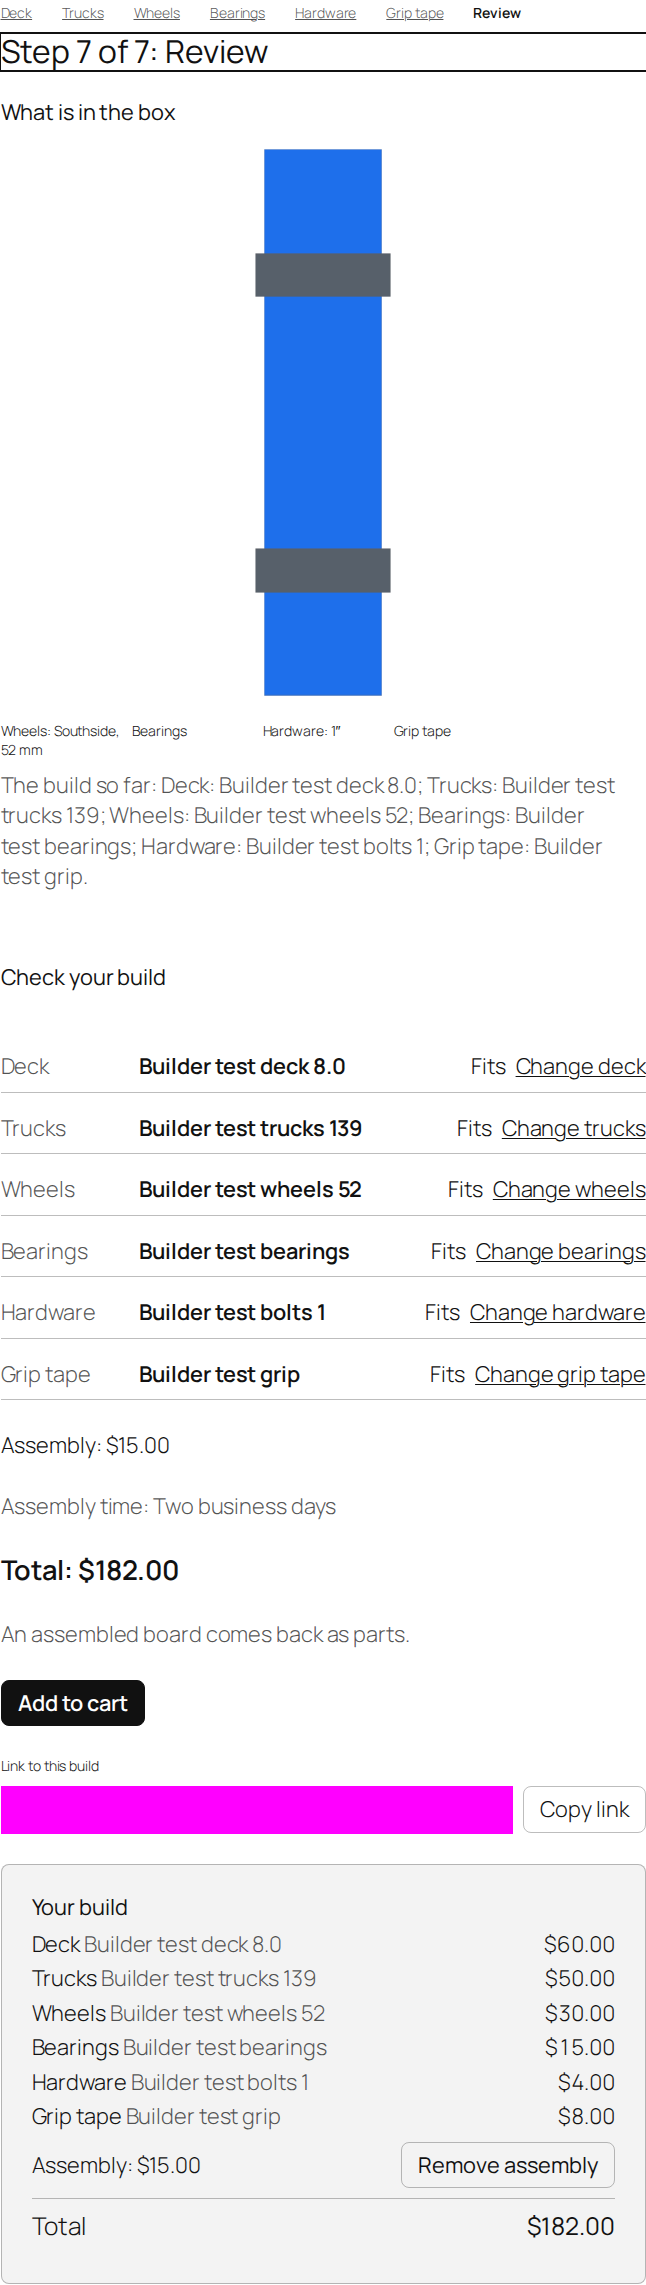 Deck Trucks Wheels Bearings Hardware Grip tape Review
Step 7 of 7: Review
What is in the box
Wheels: Southside, 52 mm
Bearings
Hardware: 1″
Grip tape
The build so far: Deck: Builder test deck 8.0; Trucks: Builder test
trucks 139; Wheels: Builder test wheels 52; Bearings: Builder
test bearings; Hardware: Builder test bolts 1; Grip tape: Builder
test grip.
Check your build
Deck Builder test deck 8.0 Fits Change deck
Trucks Builder test trucks 139 Fits Change trucks
Wheels Builder test wheels 52 Fits Change wheels
Bearings Builder test bearings Fits Change bearings
Hardware Builder test bolts 1 Fits Change hardware
Grip tape Builder test grip Fits Change grip tape
Assembly: $15.00
Assembly time: Two business days
Total: $182.00
An assembled board comes back as parts.
Add to cart
Link to this build
Copy link
Your build
Deck Builder test deck 8.0 $60.00
Trucks Builder test trucks 139 $50.00
Wheels Builder test wheels 52 $30.00
Bearings Builder test bearings $15.00
Hardware Builder test bolts 1 $4.00
Grip tape Builder test grip $8.00
Assembly: $15.00 Remove assembly
Total $182.00